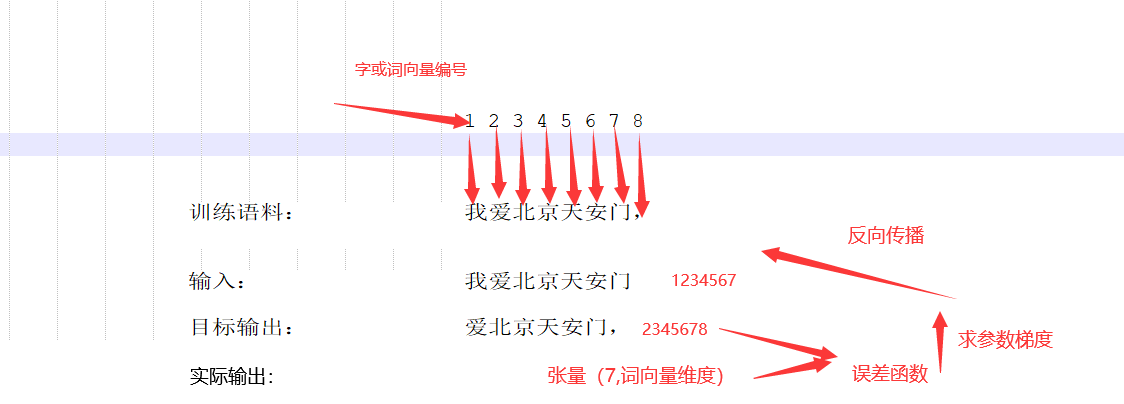 字或词向量编号
1 2 3 4 5 6 7 8
训练语料: 我爱北京天安门,
反向传播
输入: 我爱北京天安门 1234567
目标输出: 爱北京天安门, 2345678
求参数梯度
实际输出: 张量（7,词向量维度） 误差函数